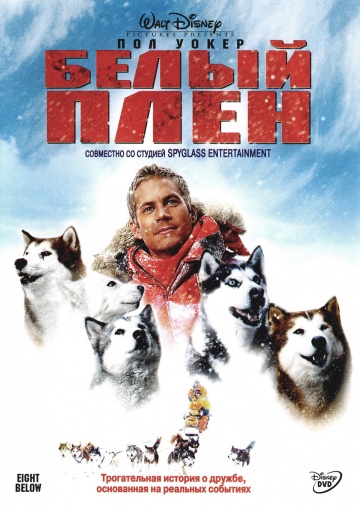 WALT DISNEY
PICTURES PRESENTS
ПОЛ УОКЕР
БЕЛЫЙ
ПЛЕН
СОВМЕСТНО СО СТУДИЕЙ SPYGLASS ENTERTAINMENT
EIGHT
BELOW
Трогательная история о дружбе,
основанная на реальных событиях
Disney
DVD